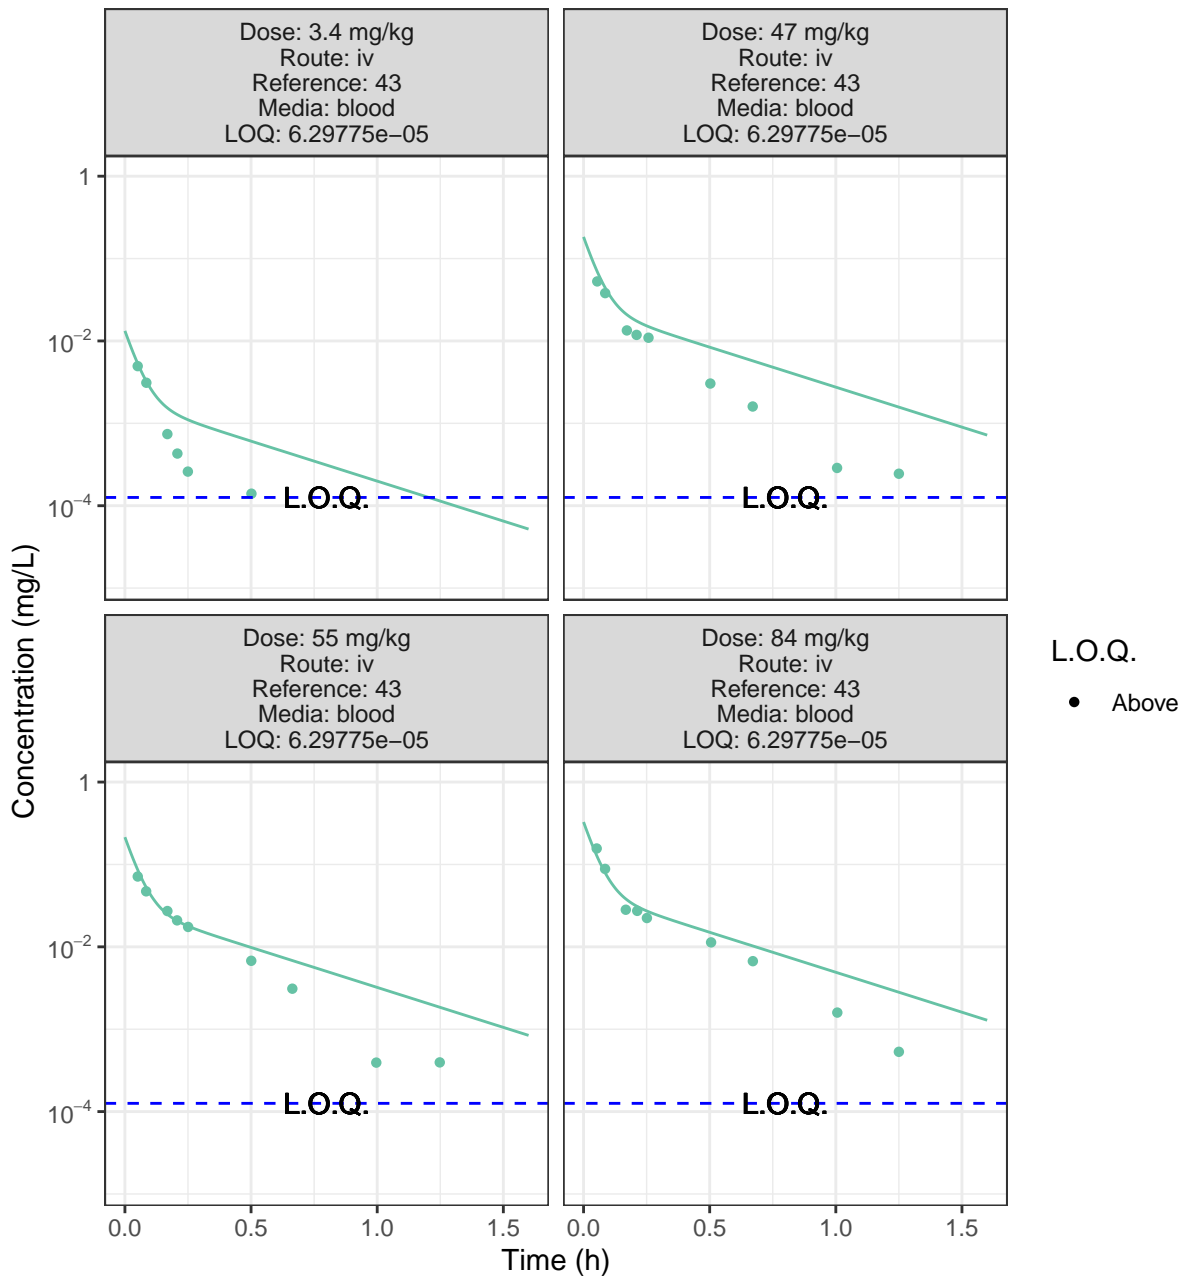 Dose: 3.4 mg/kg
Route: iv
Reference: 43
Media: blood
LOQ: 6.29775e−05
Dose: 47 mg/kg
Route: iv
Reference: 43
Media: blood
LOQ: 6.29775e−05
1
10⁻²
10⁻⁴
L.O.Q.
L.O.Q.
Concentration (mg/L)
Dose: 55 mg/kg
Route: iv
Reference: 43
Media: blood
LOQ: 6.29775e−05
Dose: 84 mg/kg
Route: iv
Reference: 43
Media: blood
LOQ: 6.29775e−05
L.O.Q.
Above
1
10⁻²
10⁻⁴
L.O.Q.
L.O.Q.
0.0 0.5 1.0 1.5
0.0 0.5 1.0 1.5
Time (h)